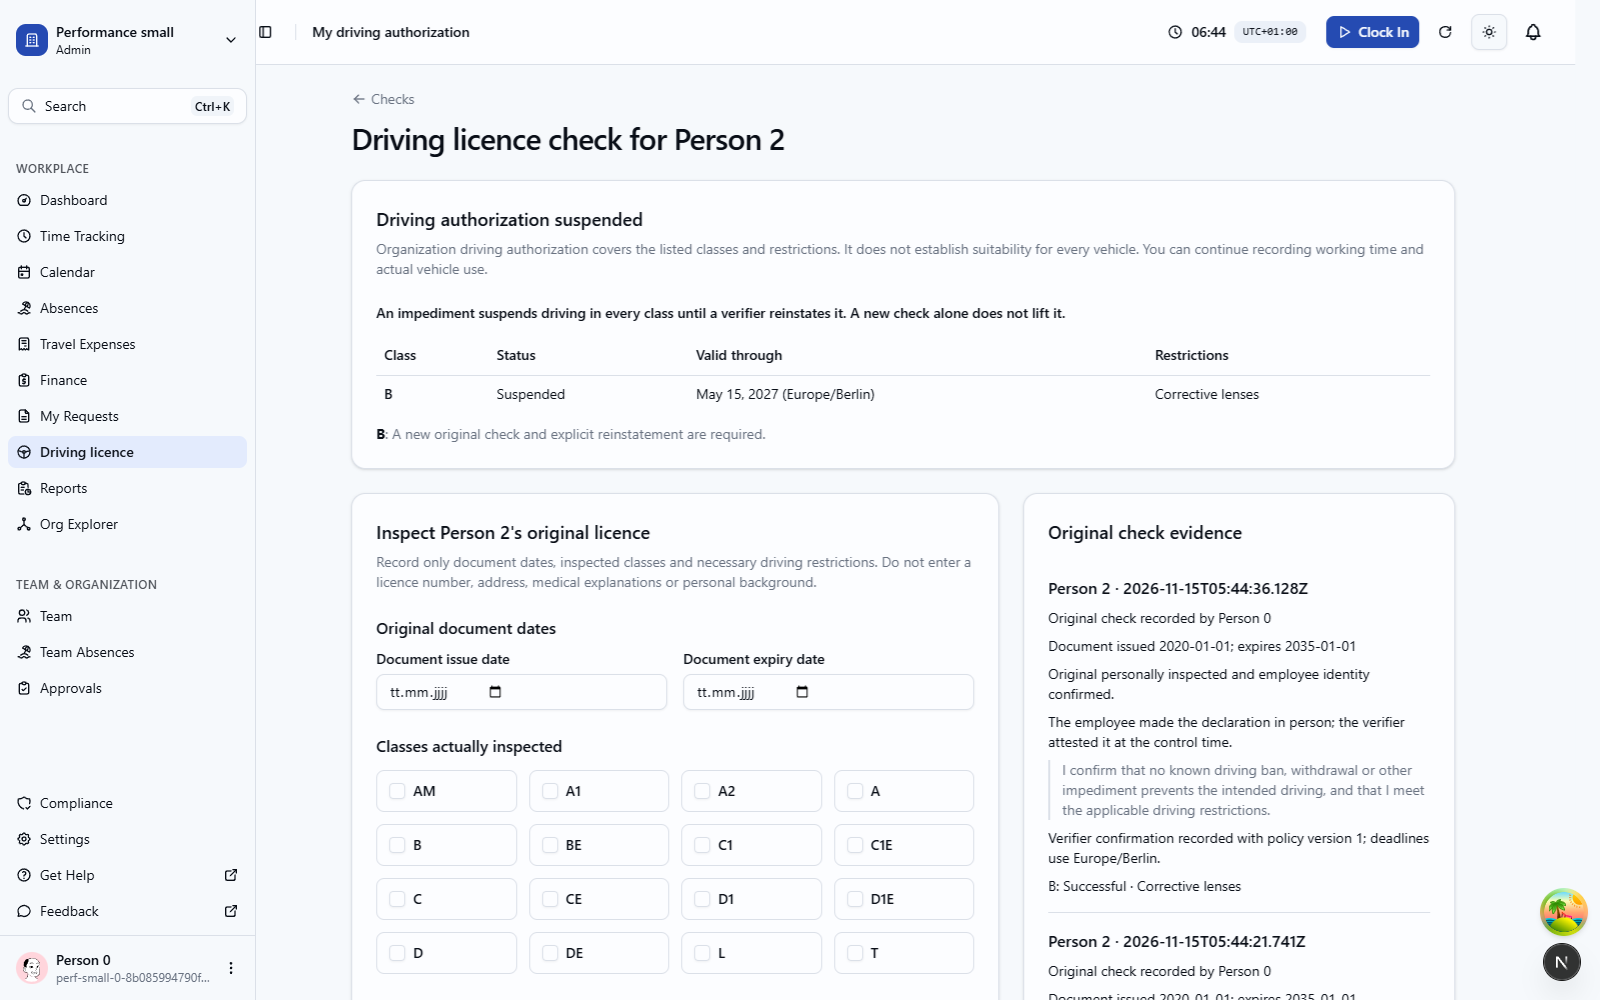 Performance small
Admin
My driving authorization
06:44
UTC+01:00
Clock In
Search
Ctrl+K
WORKPLACE
Dashboard
Time Tracking
Calendar
Absences
Travel Expenses
Finance
My Requests
Driving licence
Reports
Org Explorer
TEAM & ORGANIZATION
Team
Team Absences
Approvals
Compliance
Settings
Get Help
Feedback
Person 0
perf-small-0-8b085994790f...
Checks
Driving licence check for Person 2
Driving authorization suspended
Organization driving authorization covers the listed classes and restrictions. It does not establish suitability for every vehicle. You can continue recording working time and
actual vehicle use.
An impediment suspends driving in every class until a verifier reinstates it. A new check alone does not lift it.
Class Status Valid through Restrictions
B Suspended May 15, 2027 (Europe/Berlin) Corrective lenses
B: A new original check and explicit reinstatement are required.
Inspect Person 2's original licence
Record only document dates, inspected classes and necessary driving restrictions. Do not enter a
licence number, address, medical explanations or personal background.
Original document dates
Document issue date Document expiry date
tt.mm.jjjj tt.mm.jjjj
Classes actually inspected
AM A1 A2 A
B BE C1 C1E
C CE D1 D1E
D DE L T
Original check evidence
Person 2 · 2026-11-15T05:44:36.128Z
Original check recorded by Person 0
Document issued 2020-01-01; expires 2035-01-01
Original personally inspected and employee identity
confirmed.
The employee made the declaration in person; the verifier
attested it at the control time.
I confirm that no known driving ban, withdrawal or other
impediment prevents the intended driving, and that I meet
the applicable driving restrictions.
Verifier confirmation recorded with policy version 1; deadlines
use Europe/Berlin.
B: Successful · Corrective lenses
Person 2 · 2026-11-15T05:44:21.741Z
Original check recorded by Person 0
Document issued 2020-01-01; expires 2035-01-01
N